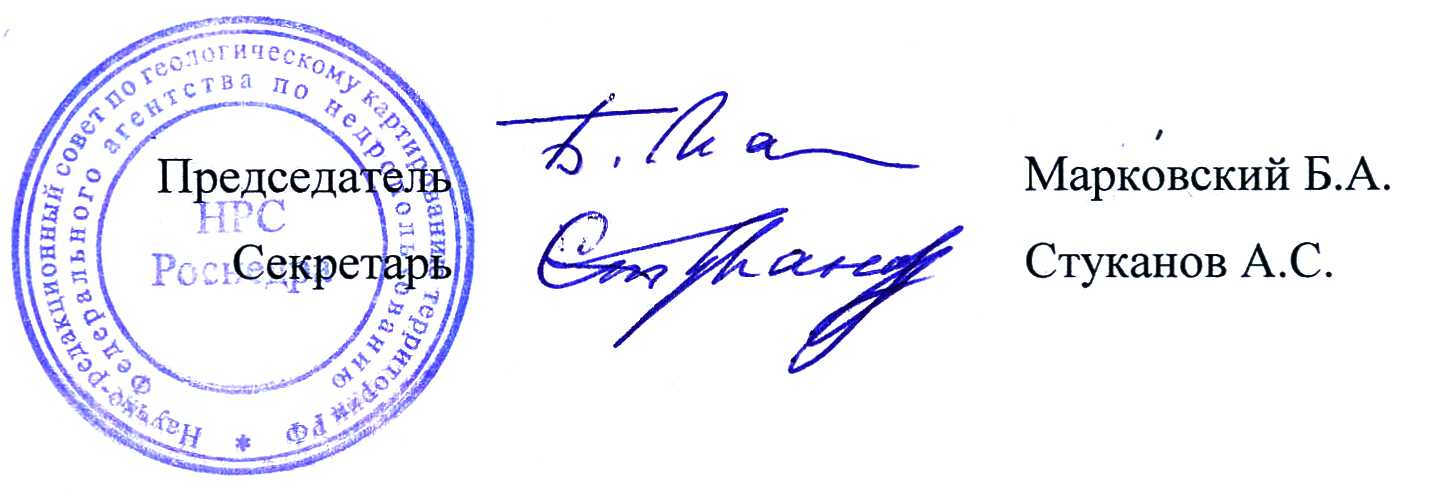 Научно-редакционный совет по геологическому картированию территории РФ *
Федерального агентства по недропользованию
НРС
Роснедра
Председатель Марковский Б.А.
Секретарь Стуканов А.С.